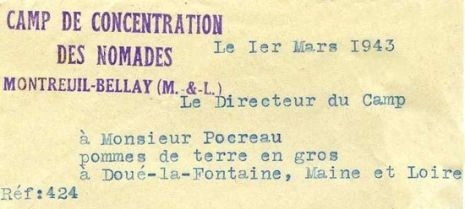 CAMP DE CONCENTRATION
DES NOMADES
MONTREUIL-BELLAY (M. & L.)
Le Ier Mars 1943
Le Directeur du Camp
à Monsieur Pocreau
pommes de terre en gros
à Doué-la-Fontaine, Maine et Loire
Réf:424